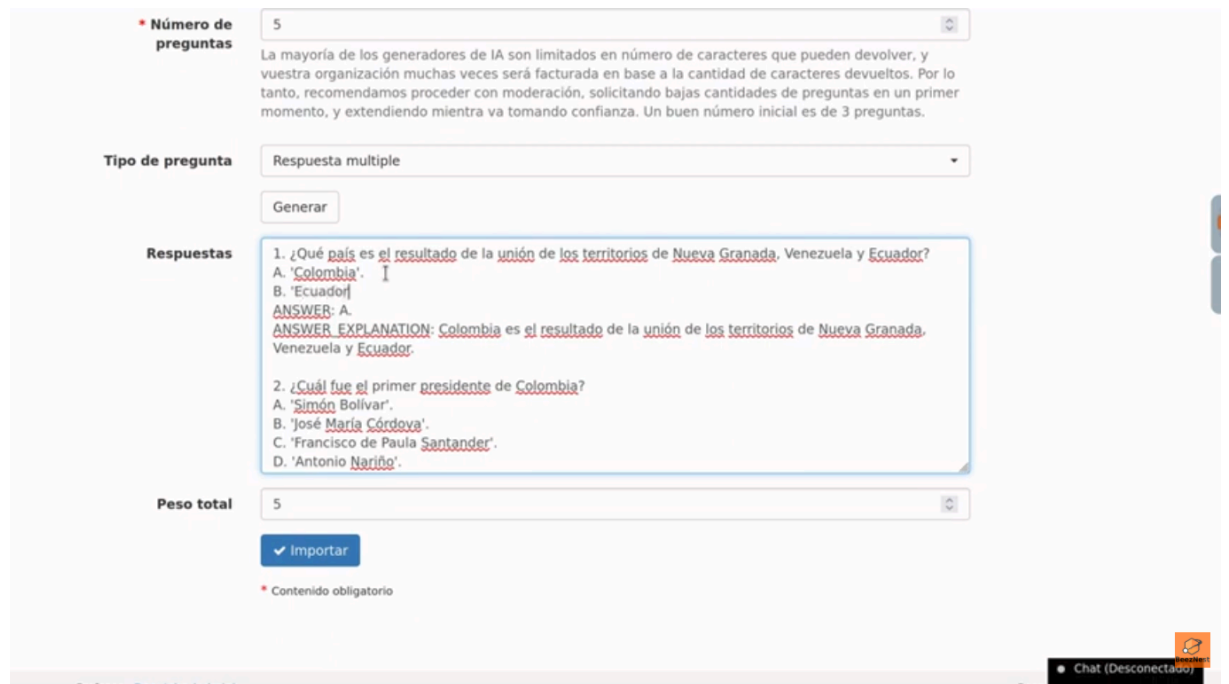 * Número de preguntas
5
La mayoría de los generadores de IA son limitados en número de caracteres que pueden devolver, y
vuestra organización muchas veces será facturada en base a la cantidad de caracteres devueltos. Por lo
tanto, recomendamos proceder con moderación, solicitando bajas cantidades de preguntas en un primer
momento, y extendiendo mientra va tomando confianza. Un buen número inicial es de 3 preguntas.
Tipo de pregunta
Respuesta multiple
Generar
Respuestas
1. ¿Qué país es el resultado de la unión de los territorios de Nueva Granada, Venezuela y Ecuador?
A. 'Colombia'.
B. 'Ecuador
ANSWER: A.
ANSWER_EXPLANATION: Colombia es el resultado de la unión de los territorios de Nueva Granada,
Venezuela y Ecuador.
2. ¿Cuál fue el primer presidente de Colombia?
A. 'Simón Bolívar'.
B. 'José María Córdova'.
C. 'Francisco de Paula Santander'.
D. 'Antonio Nariño'.
Peso total
5
Importar
* Contenido obligatorio
BeezNest
Chat (Desconectado)